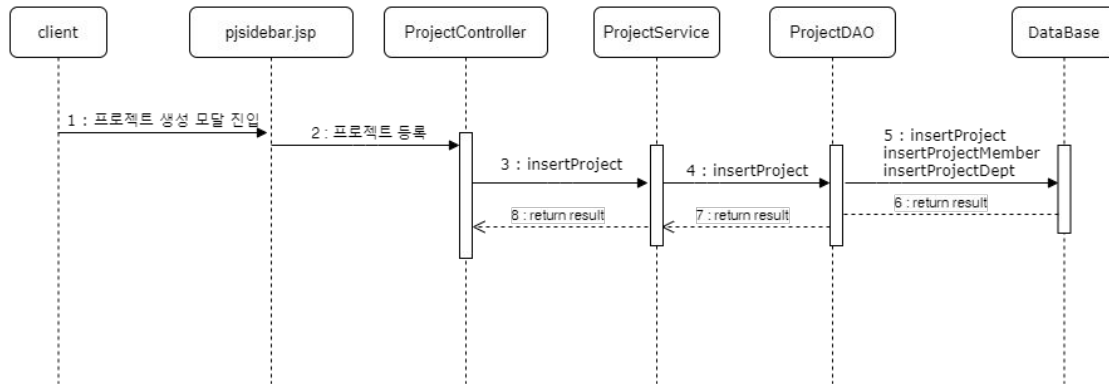 client
pjsidebar.jsp
ProjectController
ProjectService
ProjectDAO
DataBase
1 : 프로젝트 생성 모달 진입
2 : 프로젝트 등록
3 : insertProject
4 : insertProject
5 : insertProject
insertProjectMember
insertProjectDept
6 : return result
7 : return result
8 : return result